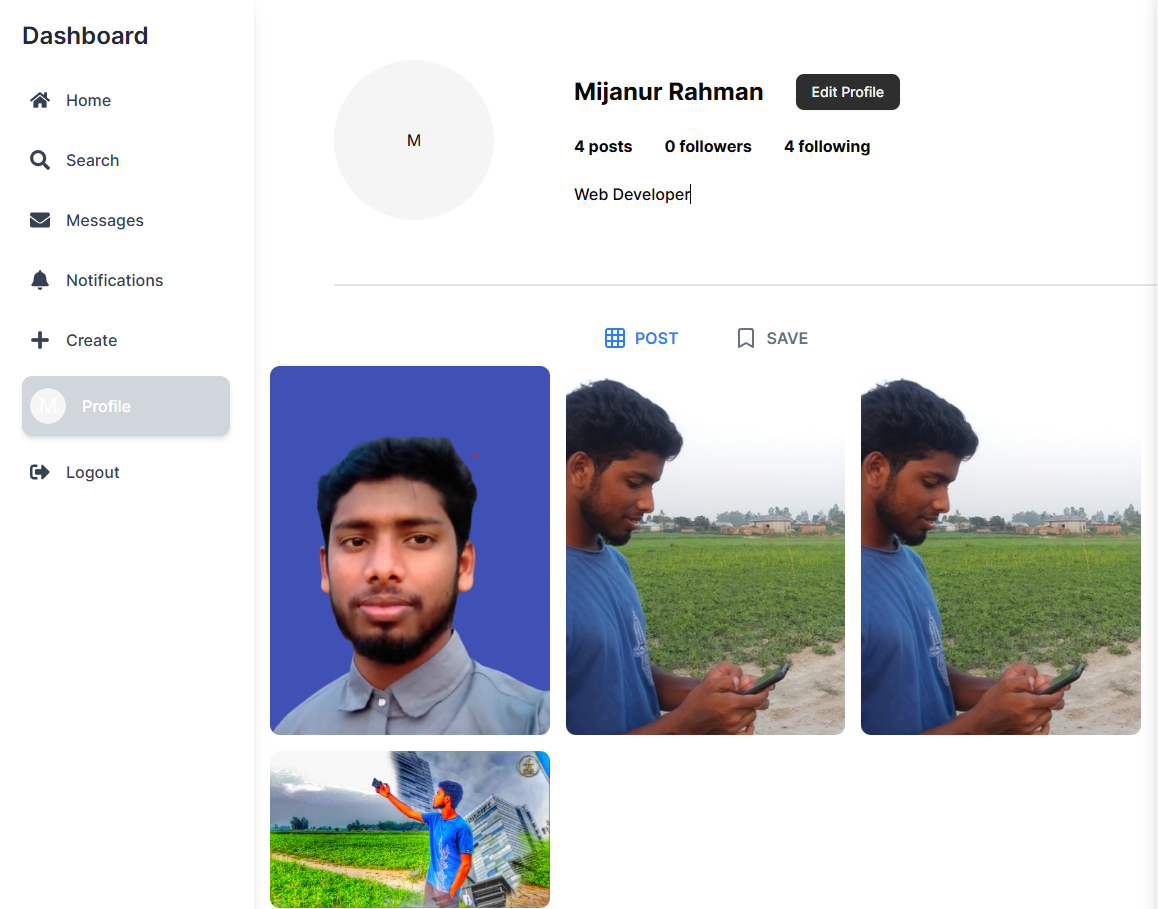 Dashboard
Home
Search
Messages
Notifications
Create
M Profile
Logout
M
Mijanur Rahman Edit Profile
4 posts 0 followers 4 following
Web Developer
POST SAVE